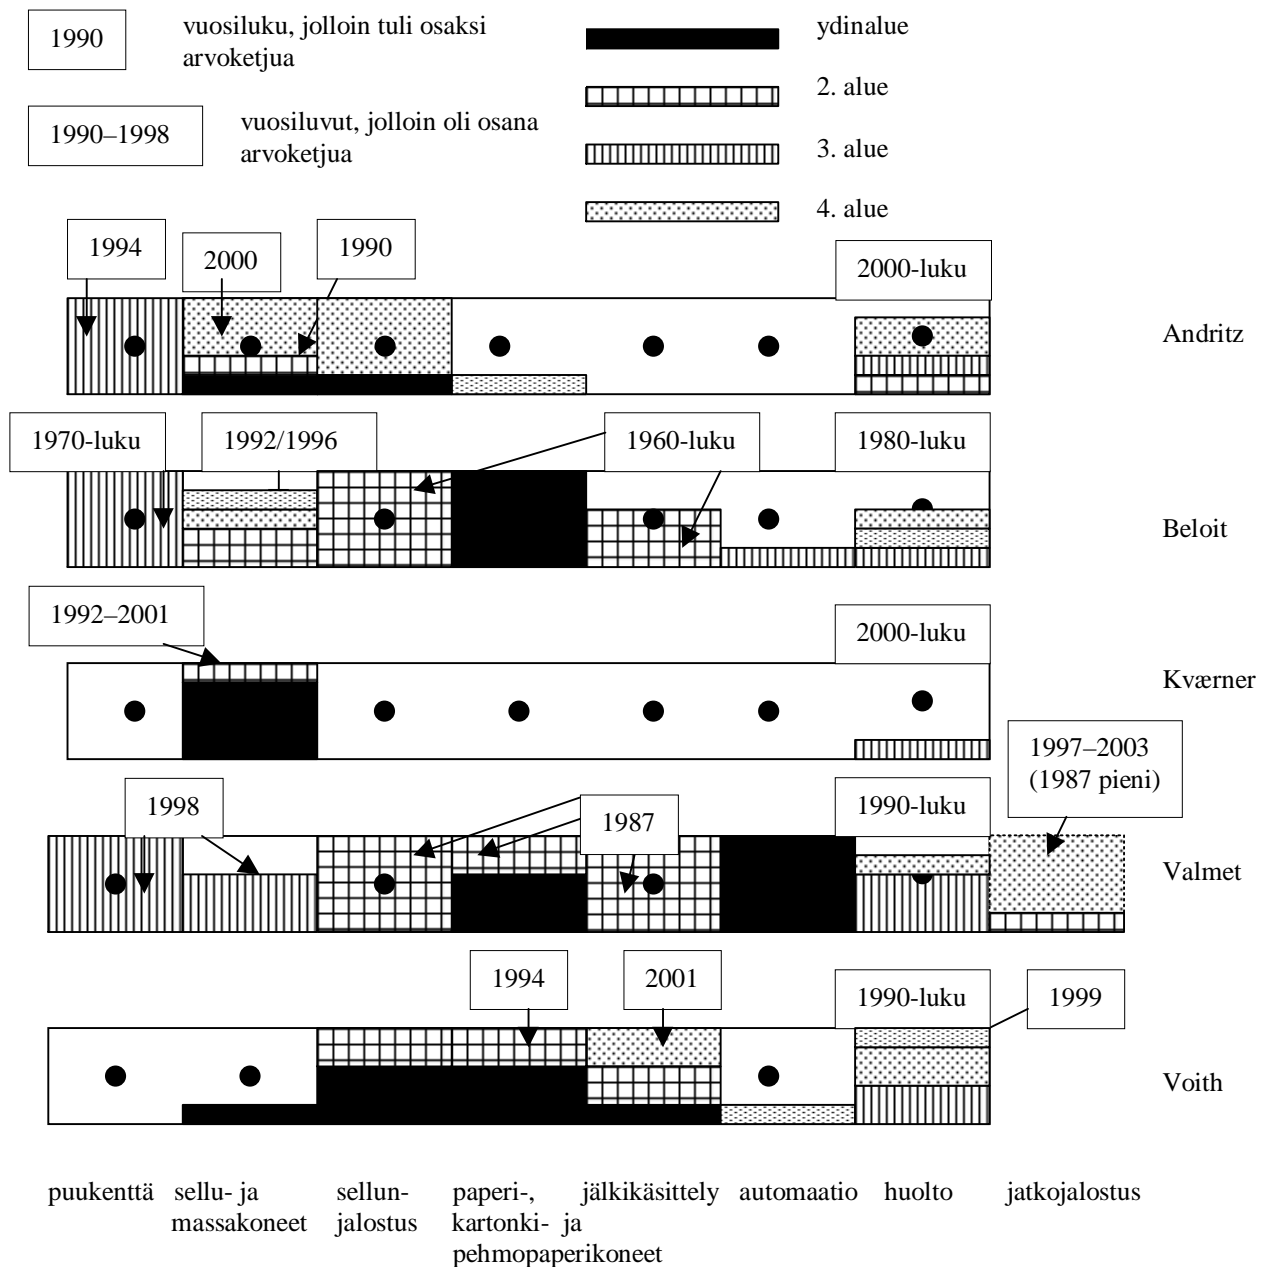 1990
vuosiluku, jolloin tuli osaksi
arvoketjua
1990–1998
vuosiluvut, jolloin oli osana
arvoketjua
ydinalue
2. alue
3. alue
4. alue
1994
2000
1990
2000-luku
Andritz
1970-luku
1992/1996
1960-luku
1980-luku
Beloit
1992–2001
2000-luku
Kværner
1998
1987
1990-luku
1997–2003
(1987 pieni)
Valmet
1994
2001
1990-luku
1999
Voith
puukenttä
sellu- ja
massakoneet
sellun-
jalostus
paperi-,
kartonki- ja
pehmopaperikoneet
jälkikäsittely
automaatio
huolto
jatkojalostus